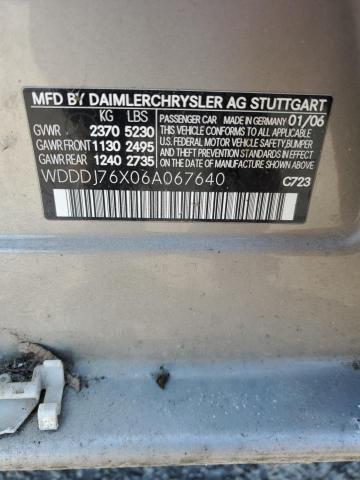 MFD BY DAIMLERCHRYSLER AG STUTTGART
KG LBS PASSENGER CAR MADE IN GERMANY 01/06
GVWR 2370 5230 THIS VEHICLE CONFORMS TO ALL APPLICABLE
GAWR FRONT 1130 2495 U.S. FEDERAL MOTOR VEHICLE SAFETY, BUMPER
GAWR REAR 1240 2735 AND THEFT PREVENTION STANDARDS IN EFFECT
ON THE DATE OF MANUFACTURE SHOWN ABOVE
WDDDJ76X06A067640 C723